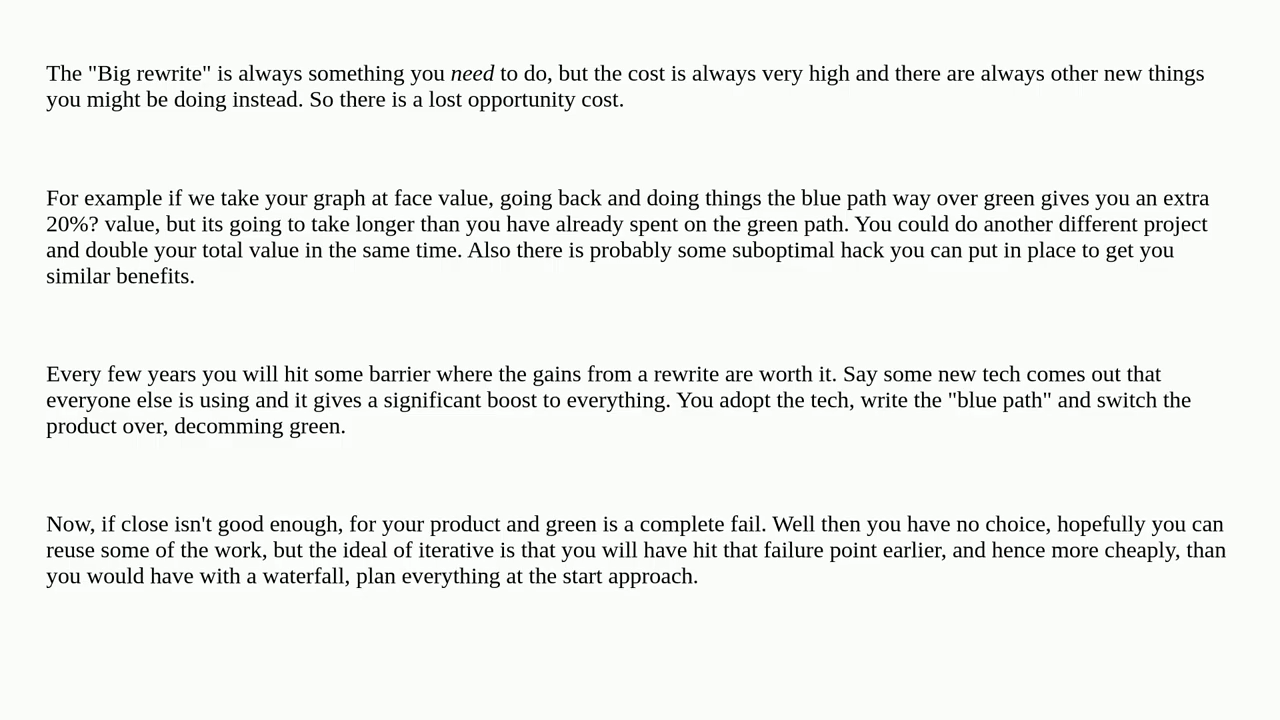 The "Big rewrite" is always something you need to do, but the cost is always very high and there are always other new things
you might be doing instead. So there is a lost opportunity cost.
For example if we take your graph at face value, going back and doing things the blue path way over green gives you an extra
20%? value, but its going to take longer than you have already spent on the green path. You could do another different project
and double your total value in the same time. Also there is probably some suboptimal hack you can put in place to get you
similar benefits.
Every few years you will hit some barrier where the gains from a rewrite are worth it. Say some new tech comes out that
everyone else is using and it gives a significant boost to everything. You adopt the tech, write the "blue path" and switch the
product over, decomming green.
Now, if close isn't good enough, for your product and green is a complete fail. Well then you have no choice, hopefully you can
reuse some of the work, but the ideal of iterative is that you will have hit that failure point earlier, and hence more cheaply, than
you would have with a waterfall, plan everything at the start approach.